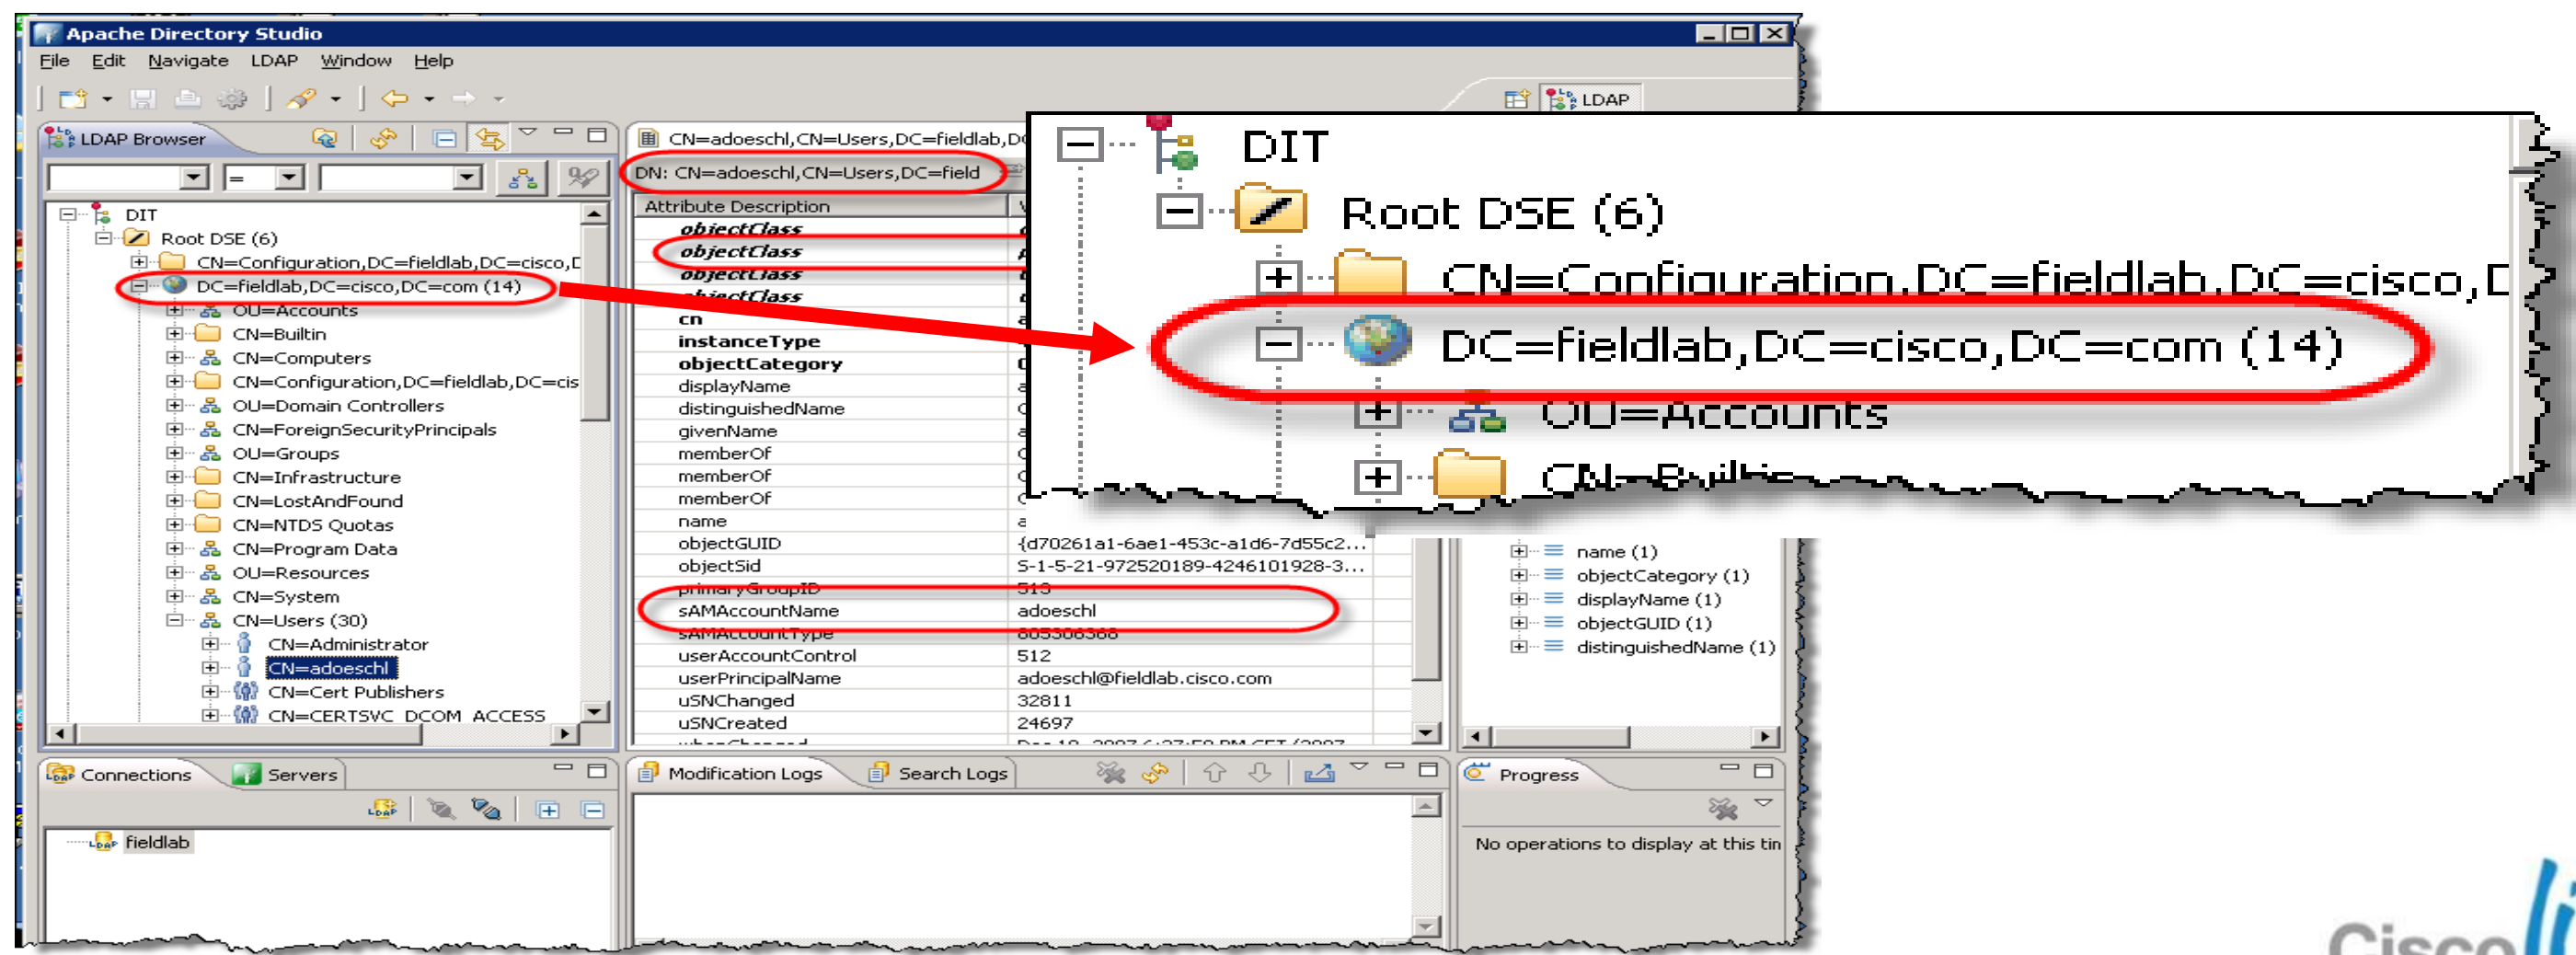 Apache Directory Studio
File Edit Navigate LDAP Window Help
LDAP
LDAP Browser
=
DIT
Root DSE (6)
CN=Configuration,DC=fieldlab,DC=cisco,D
DC=fieldlab,DC=cisco,DC=com (14)
OU=Accounts
CN=Builtin
CN=Computers
CN=Configuration,DC=fieldlab,DC=cis
OU=Domain Controllers
CN=ForeignSecurityPrincipals
OU=Groups
CN=Infrastructure
CN=LostAndFound
CN=NTDS Quotas
CN=Program Data
OU=Resources
CN=System
CN=Users (30)
CN=Administrator
CN=adoeschl
CN=Cert Publishers
CN=CERTSVC_DCOM_ACCESS
CN=adoeschl,CN=Users,DC=fieldlab,D
DN: CN=adoeschl,CN=Users,DC=field
Attribute Description
objectClass
objectClass
objectClass
objectClass
cn
instanceType
objectCategory
displayName
distinguishedName
givenName
memberOf
memberOf
memberOf
name
objectGUID {d70261a1-6ae1-453c-a1d6-7d55c2...
objectSid S-1-5-21-972520189-4246101928-3...
primaryGroupID 513
sAMAccountName adoeschl
sAMAccountType 805306368
userAccountControl 512
userPrincipalName adoeschl@fieldlab.cisco.com
uSNChanged 32811
uSNCreated 24697
DIT
Root DSE (6)
CN=Configuration,DC=fieldlab,DC=cisco,D
DC=fieldlab,DC=cisco,DC=com (14)
OU=Accounts
CN=Builtin
name (1)
objectCategory (1)
displayName (1)
objectGUID (1)
distinguishedName (1)
Connections Servers
fieldlab
Modification Logs Search Logs
Progress
No operations to display at this tin
Cisco